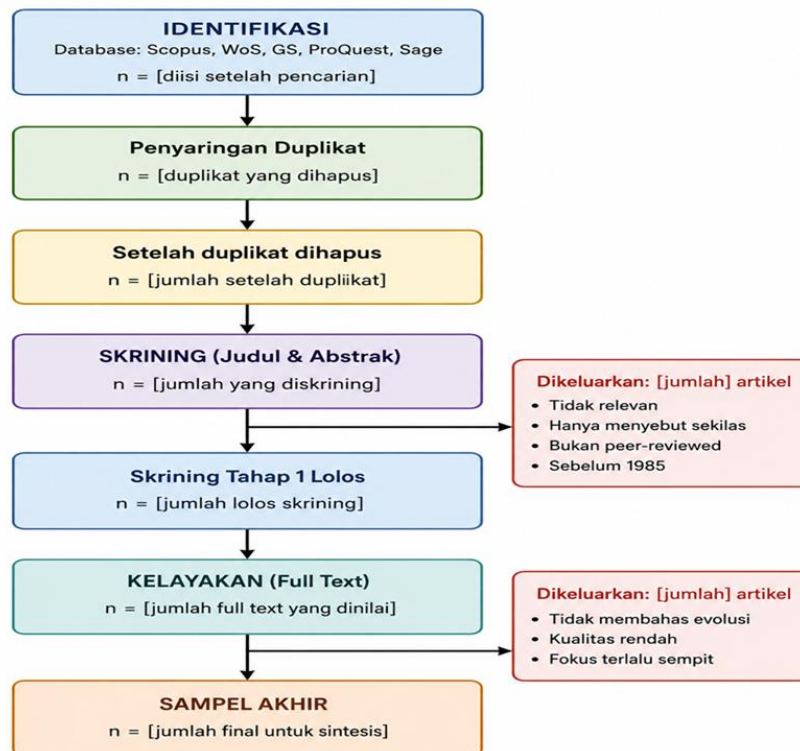 IDENTIFIKASI
Database: Scopus, WoS, GS, ProQuest, Sage
n = [diisi setelah pencarian]
Penyaringan Duplikat
n = [duplikat yang dihapus]
Setelah duplikat dihapus
n = [jumlah setelah dupliikat]
SKRINING (Judul & Abstrak)
n = [jumlah yang diskrining]
Dikeluarkan: [jumlah] artikel
• Tidak relevan
• Hanya menyebut sekilas
• Bukan peer-reviewed
• Sebelum 1985
Skrining Tahap 1 Lolos
n = [jumlah lolos skrining]
KELAYAKAN (Full Text)
n = [jumlah full text yang dinilai]
Dikeluarkan: [jumlah] artikel
• Tidak membahas evolusi
• Kualitas rendah
• Fokus terlalu sempit
SAMPEL AKHIR
n = [jumlah final untuk sintesis]